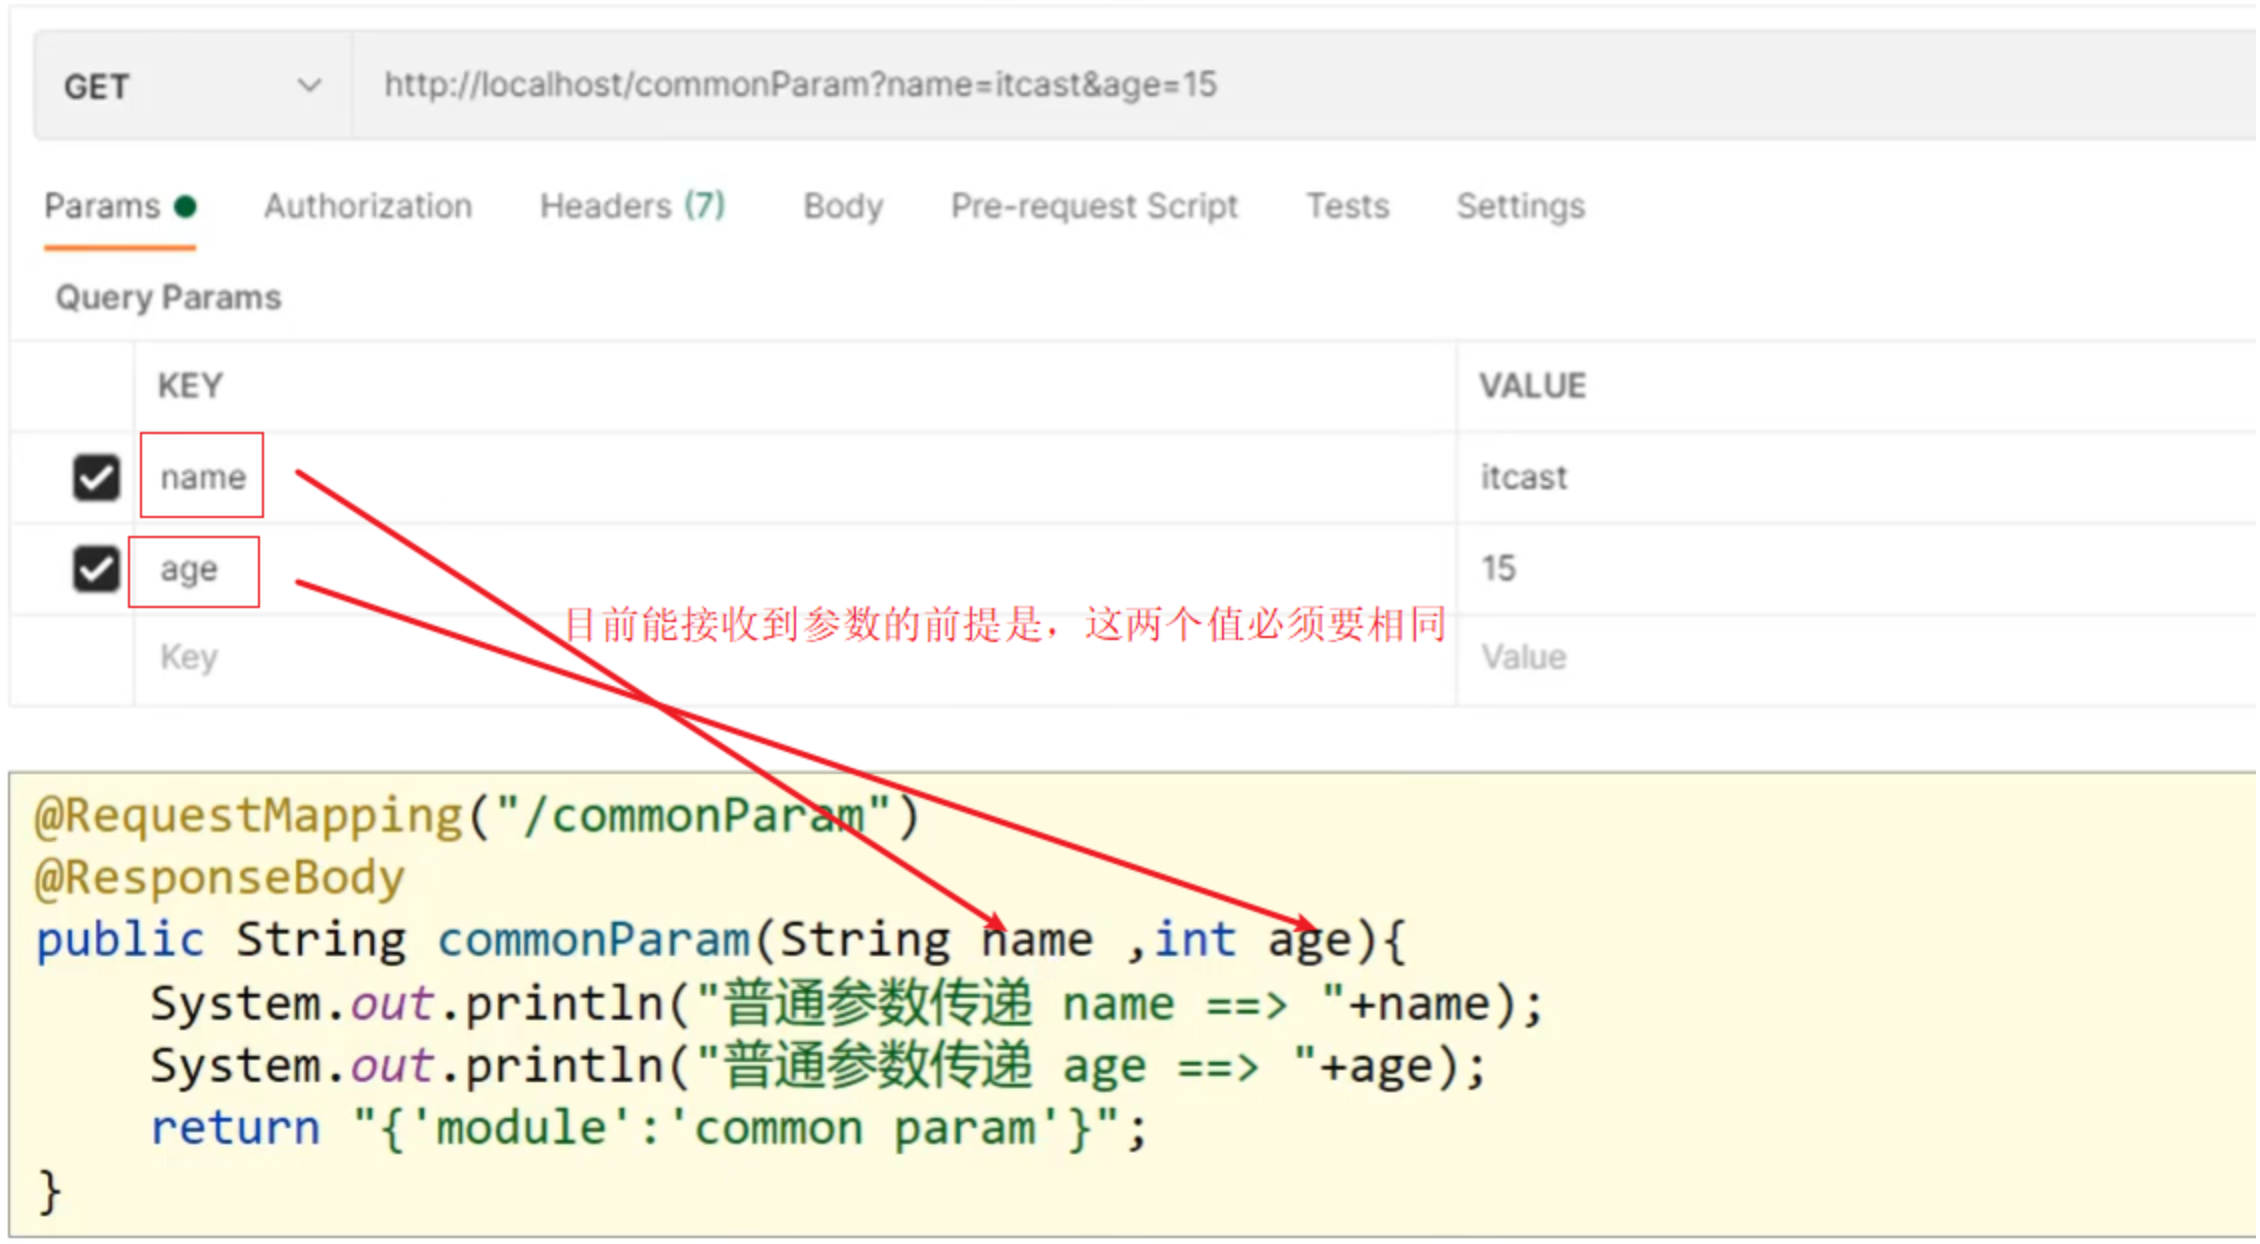 GET http://localhost/commonParam?name=itcast&age=15
Params Authorization Headers (7) Body Pre-request Script Tests Settings
Query Params
KEY VALUE
name itcast
age 15
目前能接收到参数的前提是，这两个值必须要相同
Key Value
@RequestMapping("/commonParam")
@ResponseBody
public String commonParam(String name ,int age){
System.out.println("普通参数传递 name ==> "+name);
System.out.println("普通参数传递 age ==> "+age);
return "{'module':'common param'}";
}